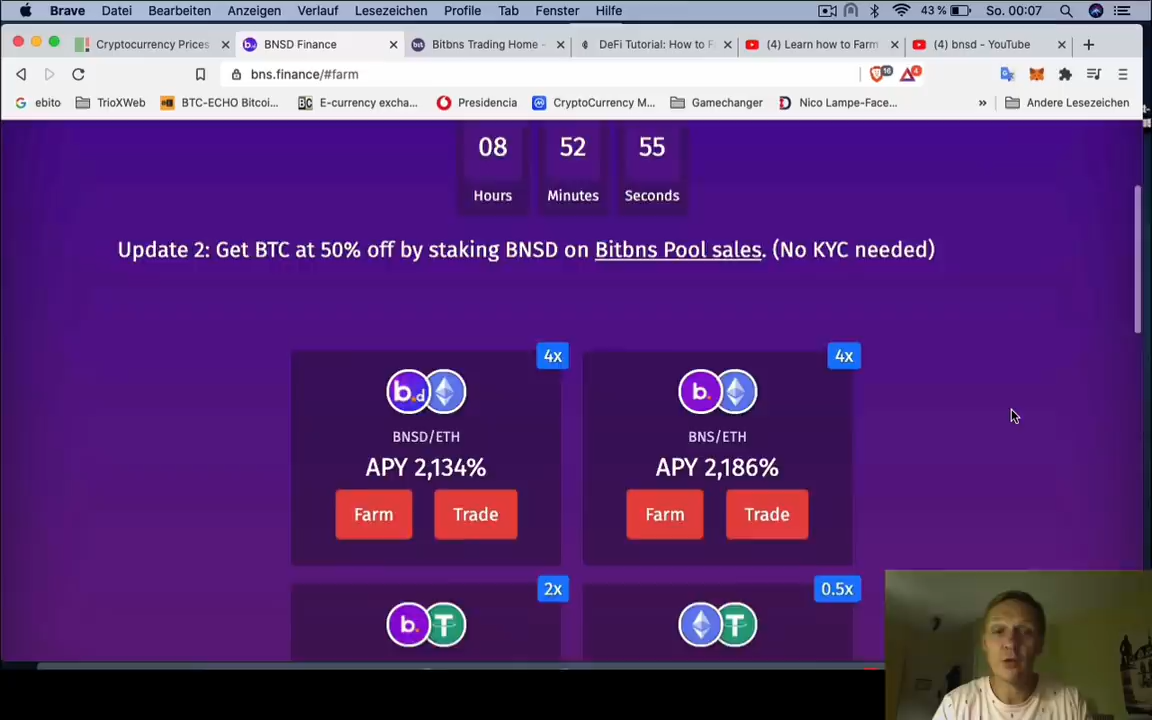 Brave Datei Bearbeiten Anzeigen Verlauf Lesezeichen Profile Tab Fenster Hilfe 43 % So. 00:07
Cryptocurrency Prices BNSD Finance Bitbns Trading Home - DeFi Tutorial: How to F (4) Learn how to Farm (4) bnsd - YouTube
bns.finance/#farm 16 4
ebito TrioXWeb BTC-ECHO Bitcoi... E-currency excha... Presidencia CryptoCurrency M... Gamechanger Nico Lampe-Face... » Andere Lesezeichen
08 52 55
Hours Minutes Seconds
Update 2: Get BTC at 50% off by staking BNSD on Bitbns Pool sales. (No KYC needed)
4x 4x
b.d b.
BNSD/ETH BNS/ETH
APY 2,134% APY 2,186%
Farm Trade Farm Trade
2x 0.5x
b.